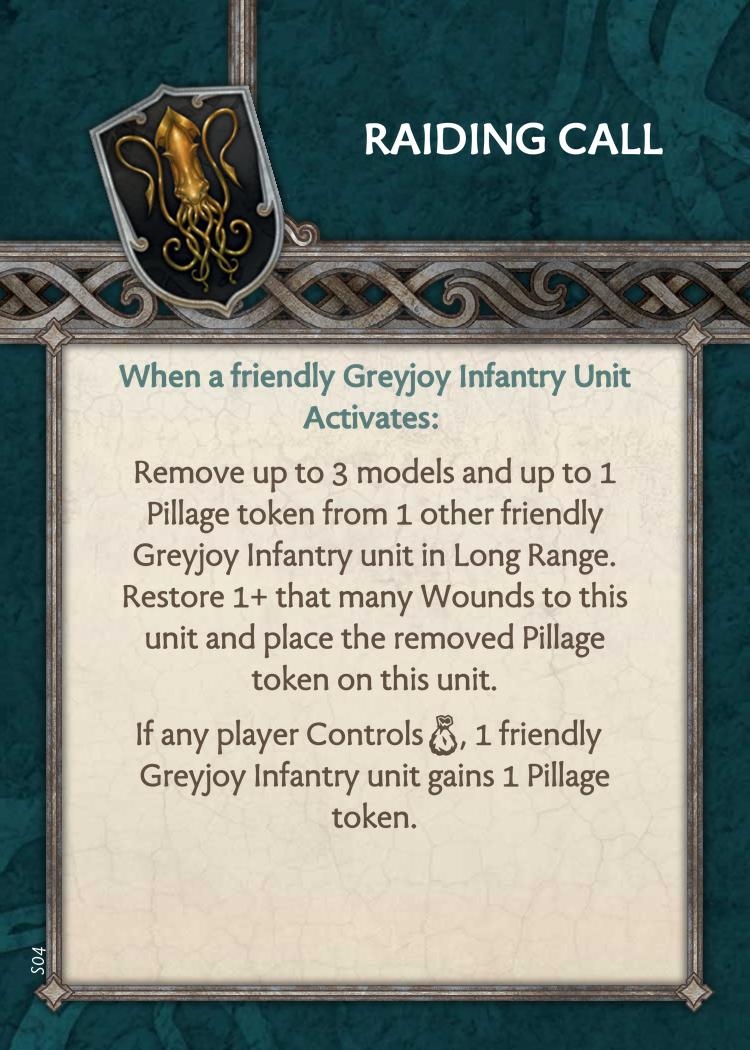 RAIDING CALL
When a friendly Greyjoy Infantry Unit
Activates:
Remove up to 3 models and up to 1
Pillage token from 1 other friendly
Greyjoy Infantry unit in Long Range.
Restore 1+ that many Wounds to this
unit and place the removed Pillage
token on this unit.
If any player Controls , 1 friendly
Greyjoy Infantry unit gains 1 Pillage
token.
S04